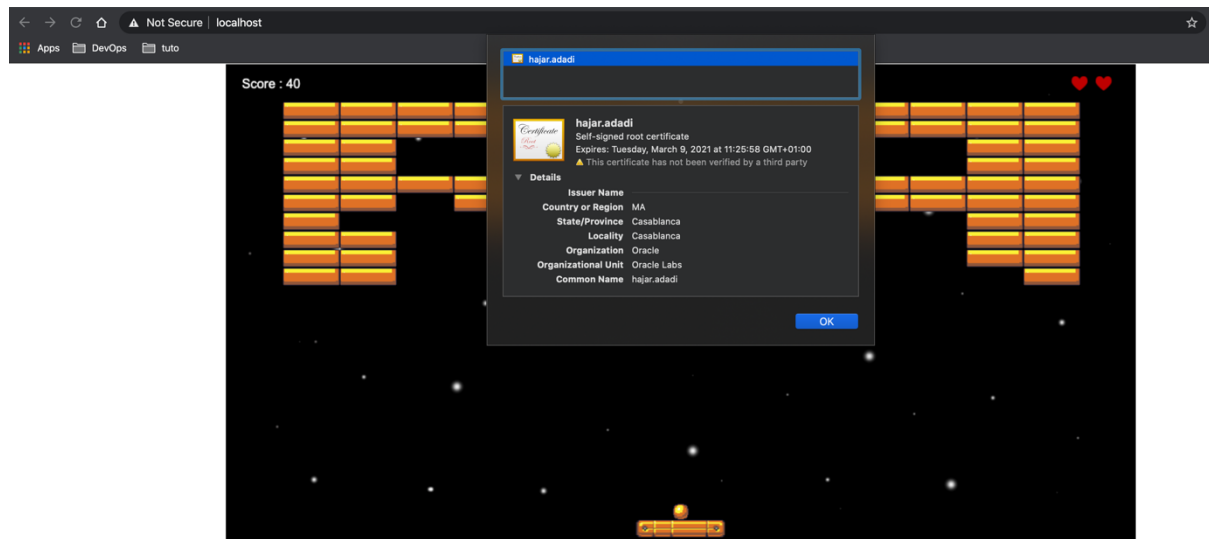 Not Secure localhost
Apps DevOps tuto
Score : 40
hajar.adadi
Certificate
Root
hajar.adadi
Self-signed root certificate
Expires: Tuesday, March 9, 2021 at 11:25:58 GMT+01:00
This certificate has not been verified by a third party
Details
Issuer Name
Country or Region MA
State/Province Casablanca
Locality Casablanca
Organization Oracle
Organizational Unit Oracle Labs
Common Name hajar.adadi
OK